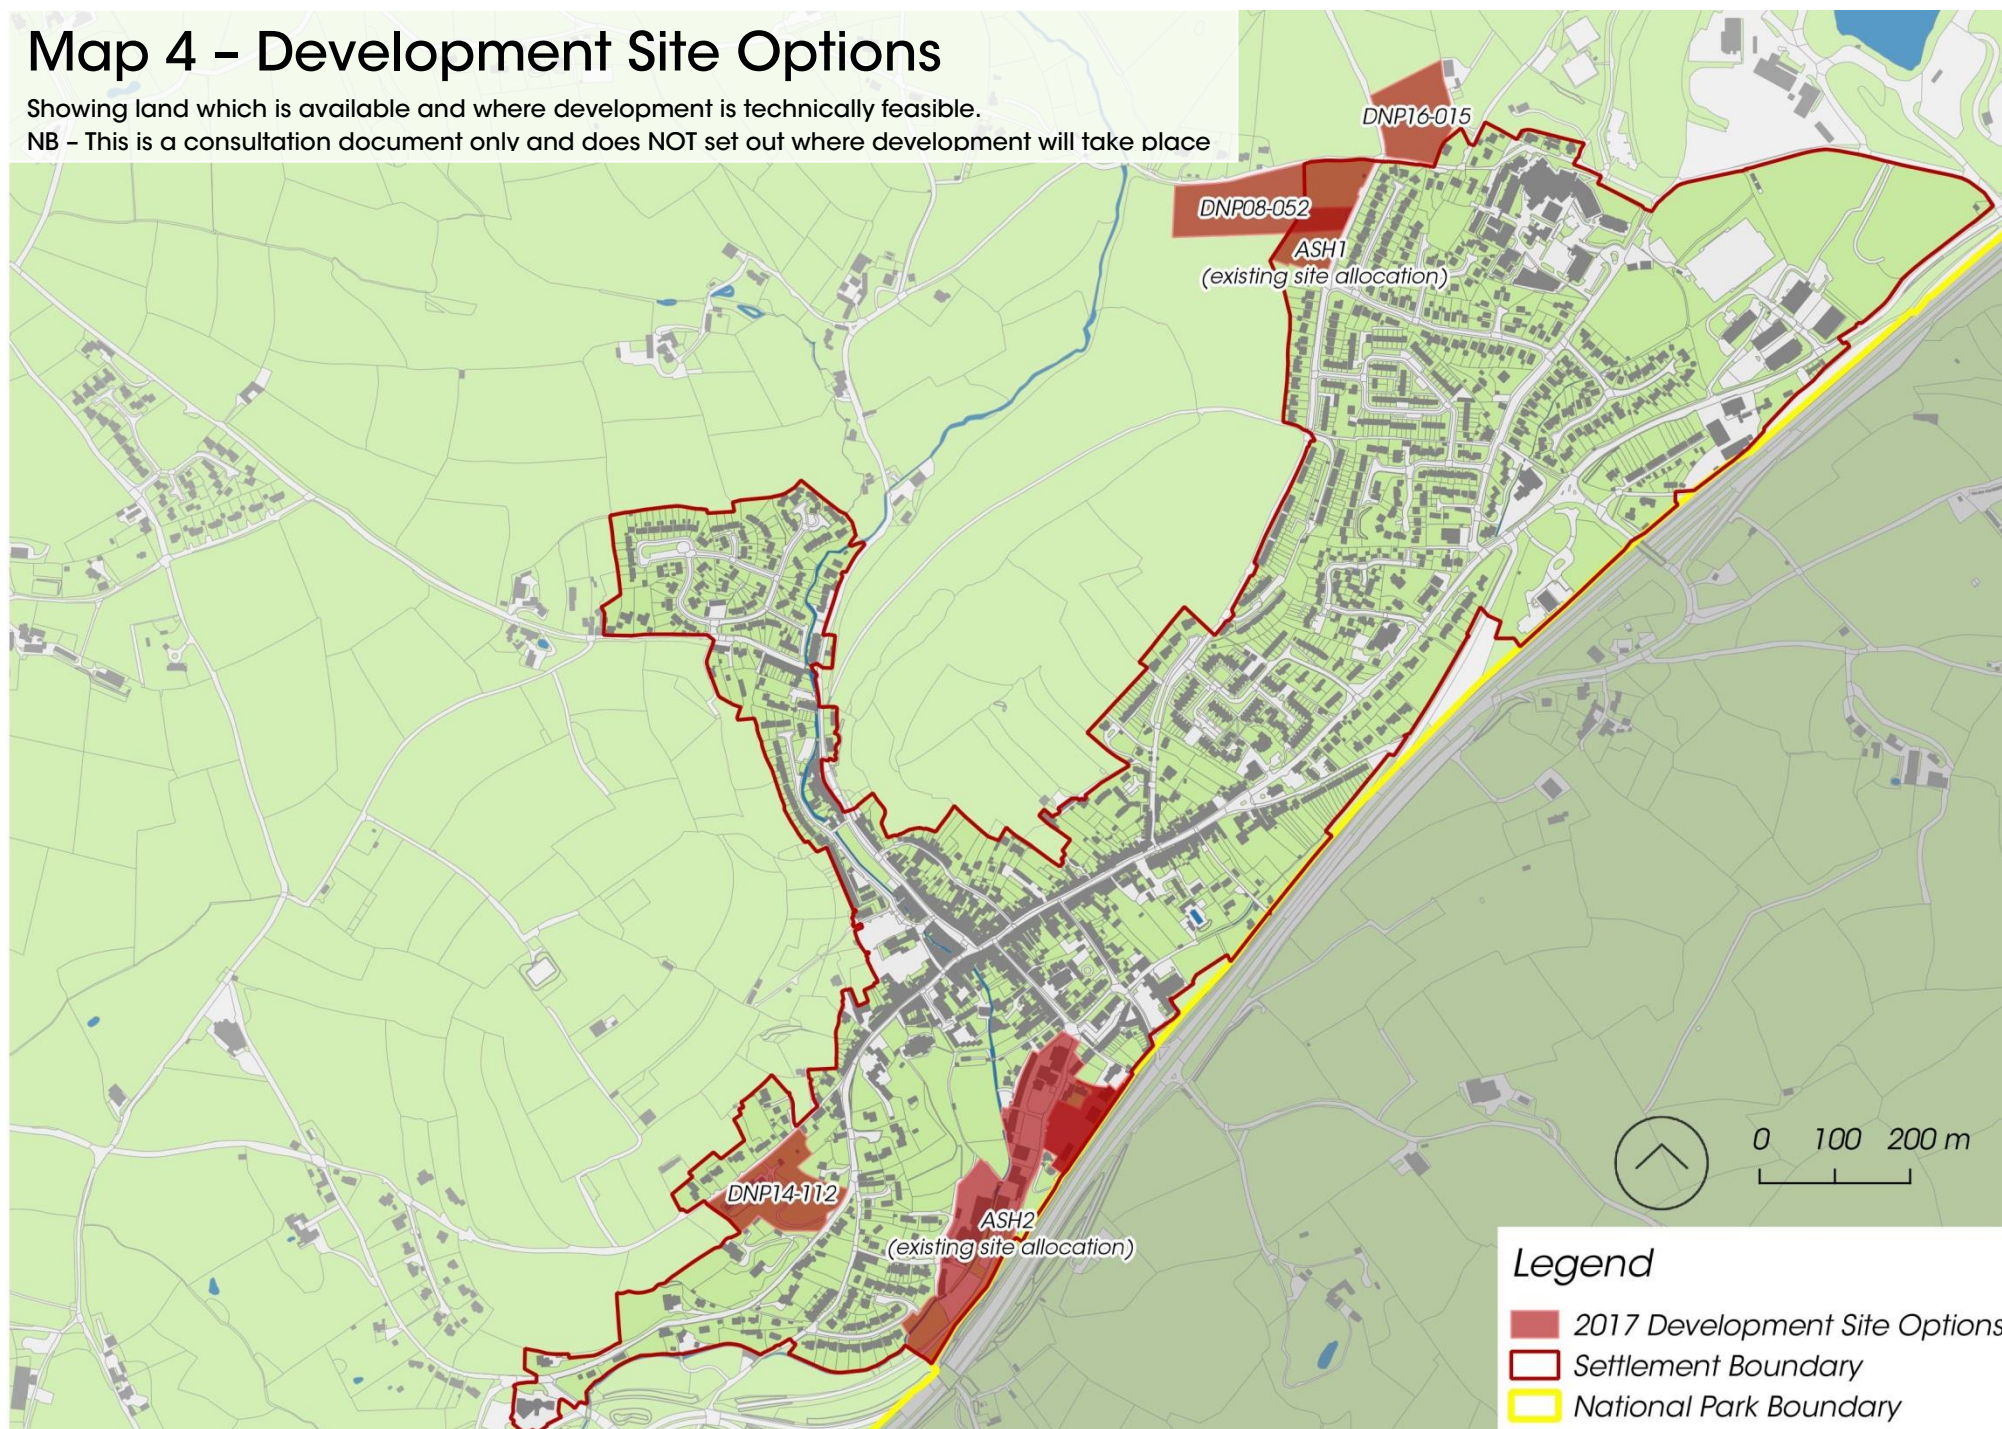 Map 4 – Development Site Options
Showing land which is available and where development is technically feasible.
NB – This is a consultation document only and does NOT set out where development will take place
DNP16-015
DNP08-052
ASH1
(existing site allocation)
DNP14-112
ASH2
(existing site allocation)
0 100 200 m
Legend
2017 Development Site Options
Settlement Boundary
National Park Boundary